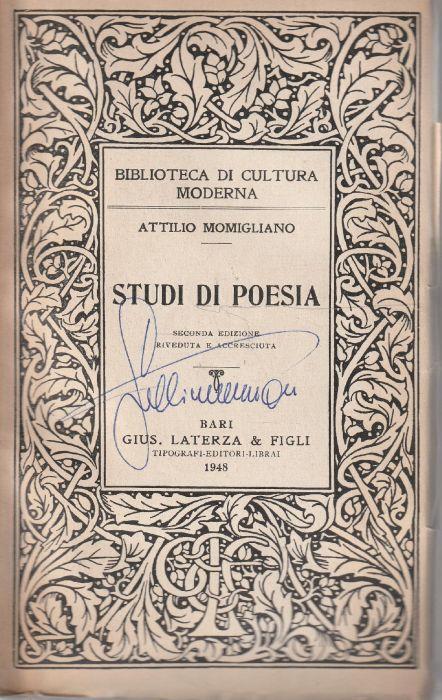 BIBLIOTECA DI CULTURA
MODERNA
ATTILIO MOMIGLIANO
STUDI DI POESIA
SECONDA EDIZIONE
RIVEDUTA E ACCRESCIUTA
BARI
GIUS. LATERZA & FIGLI
TIPOGRAFI-EDITORI-LIBRAI
1948